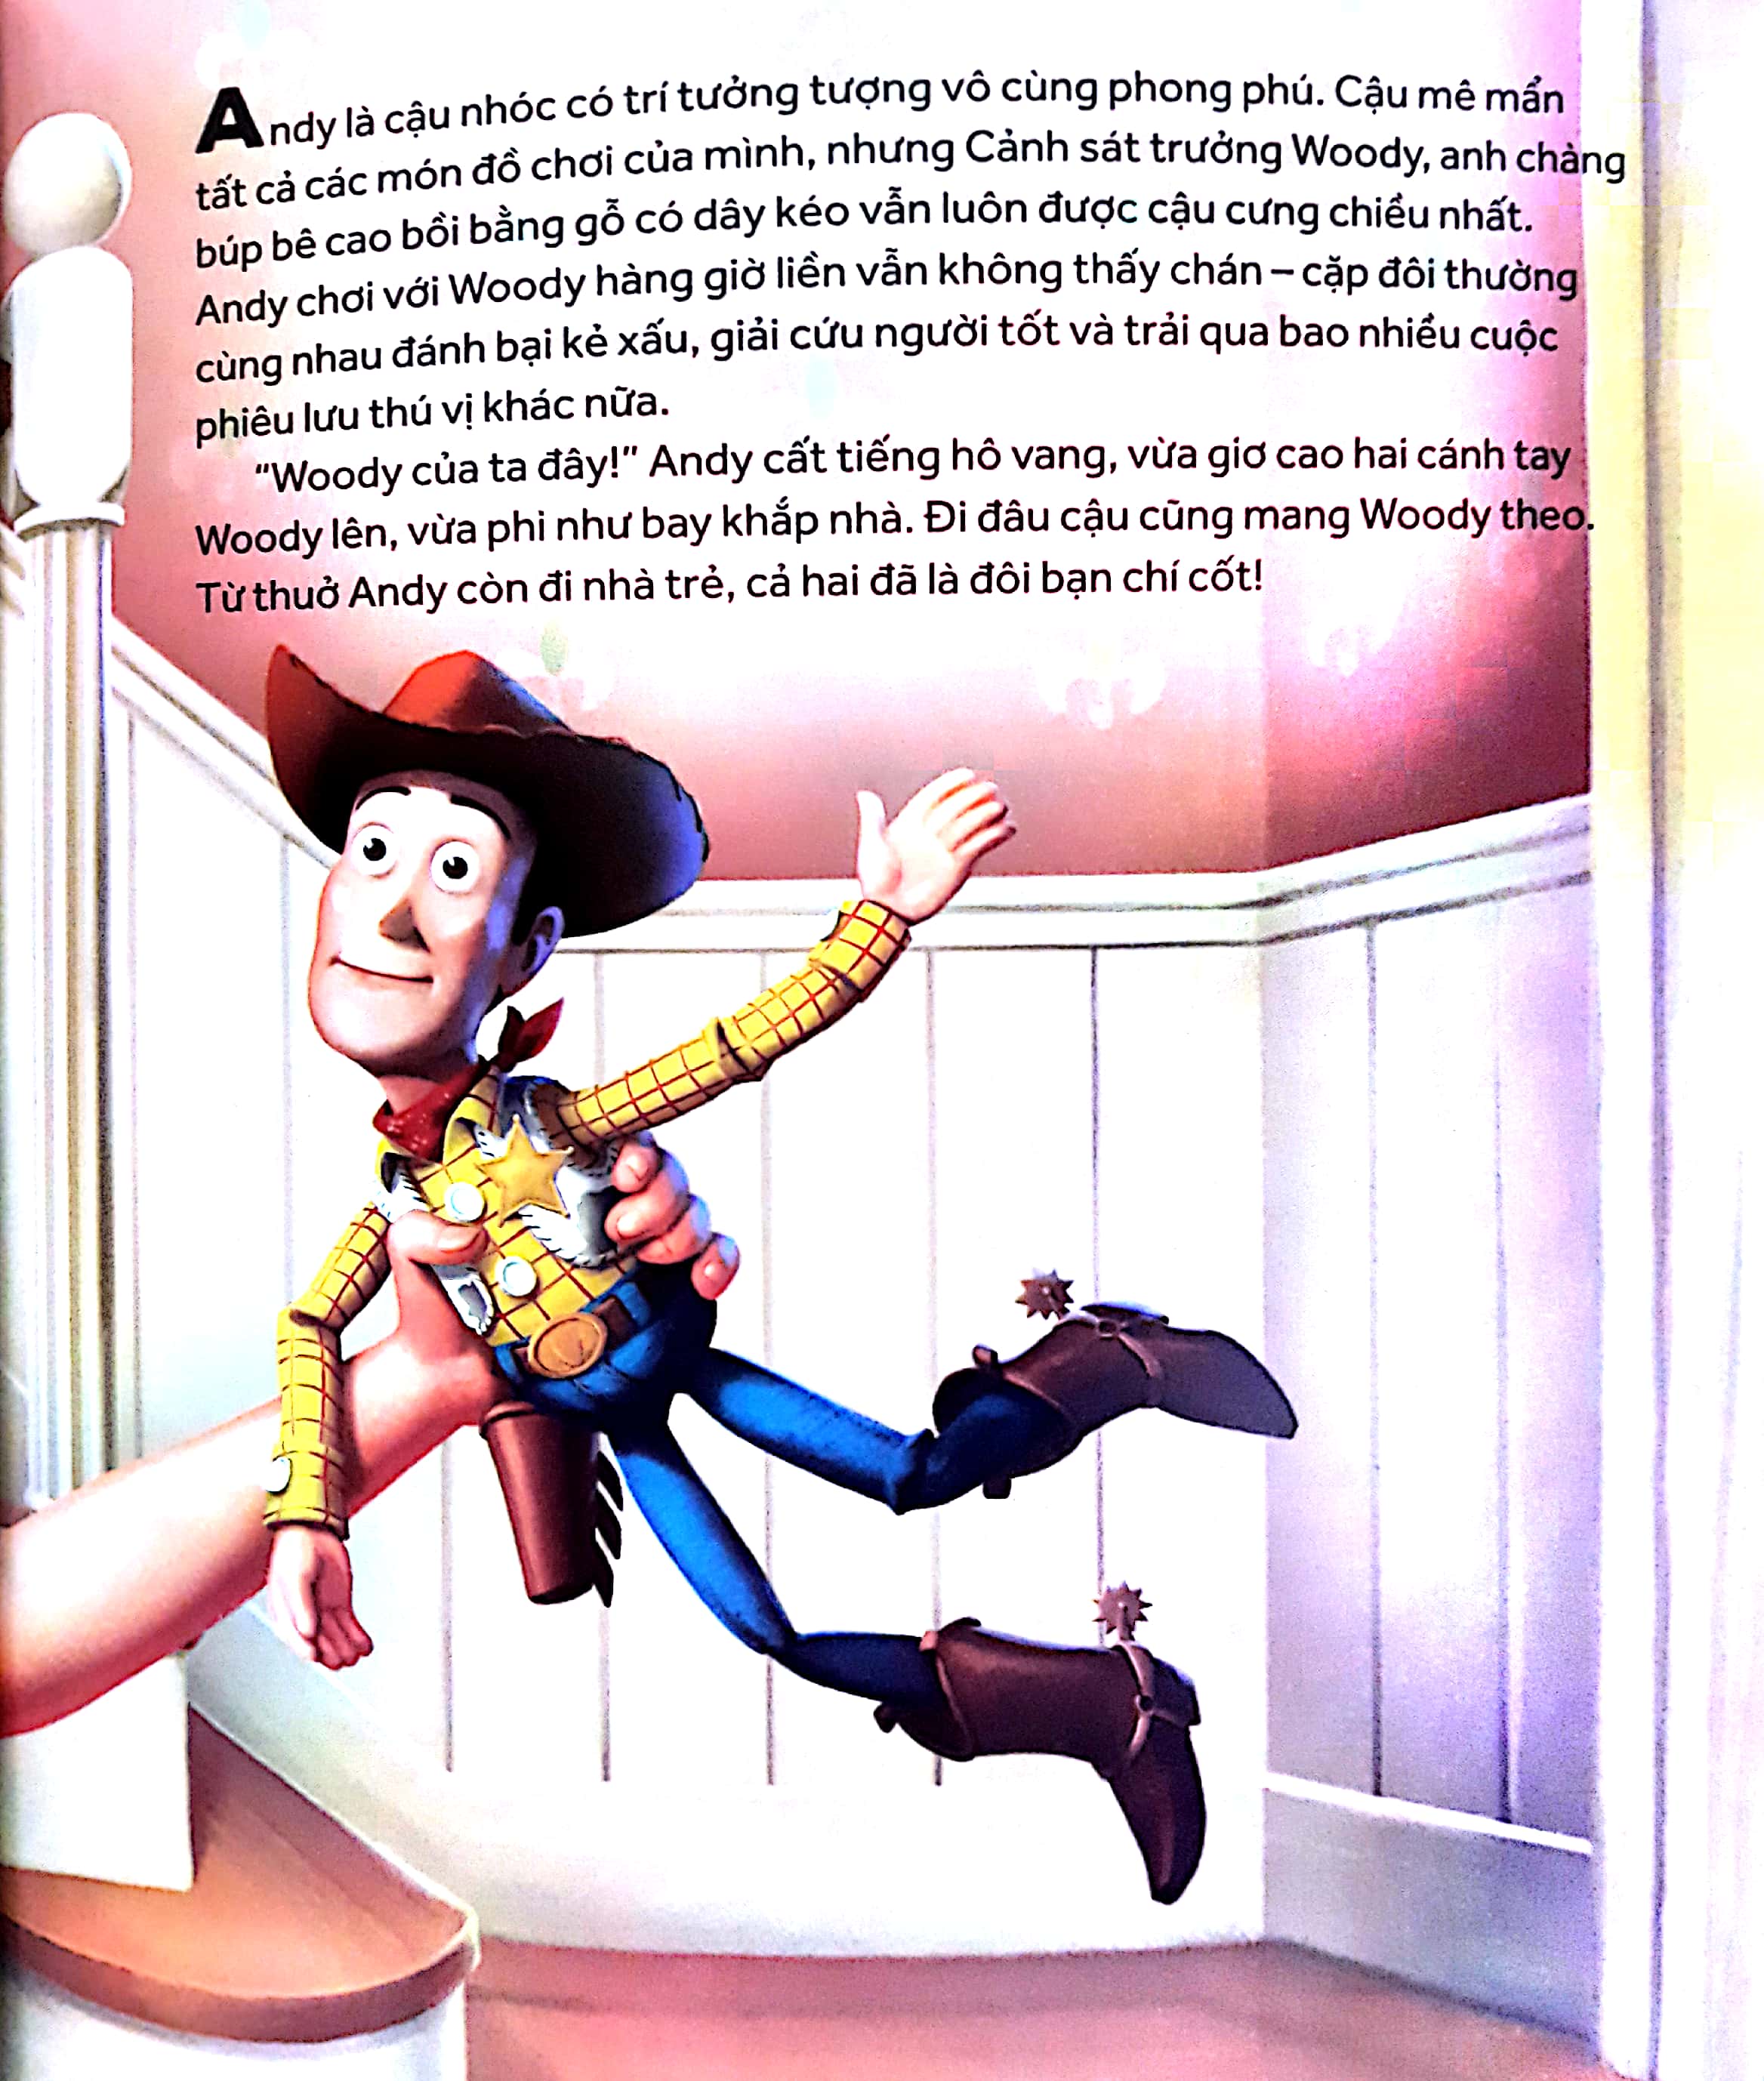 Andy là cậu nhóc có trí tưởng tượng vô cùng phong phú. Cậu mê mẩn
tất cả các món đồ chơi của mình, nhưng Cảnh sát trưởng Woody, anh chàng
búp bê cao bồi bằng gỗ có dây kéo vẫn luôn được cậu cưng chiều nhất.
Andy chơi với Woody hàng giờ liền vẫn không thấy chán – cặp đôi thường
cùng nhau đánh bại kẻ xấu, giải cứu người tốt và trải qua bao nhiêu cuộc
phiêu lưu thú vị khác nữa.
"Woody của ta đây!" Andy cất tiếng hô vang, vừa giơ cao hai cánh tay
Woody lên, vừa phi như bay khắp nhà. Đi đâu cậu cũng mang Woody theo.
Từ thuở Andy còn đi nhà trẻ, cả hai đã là đôi bạn chí cốt!